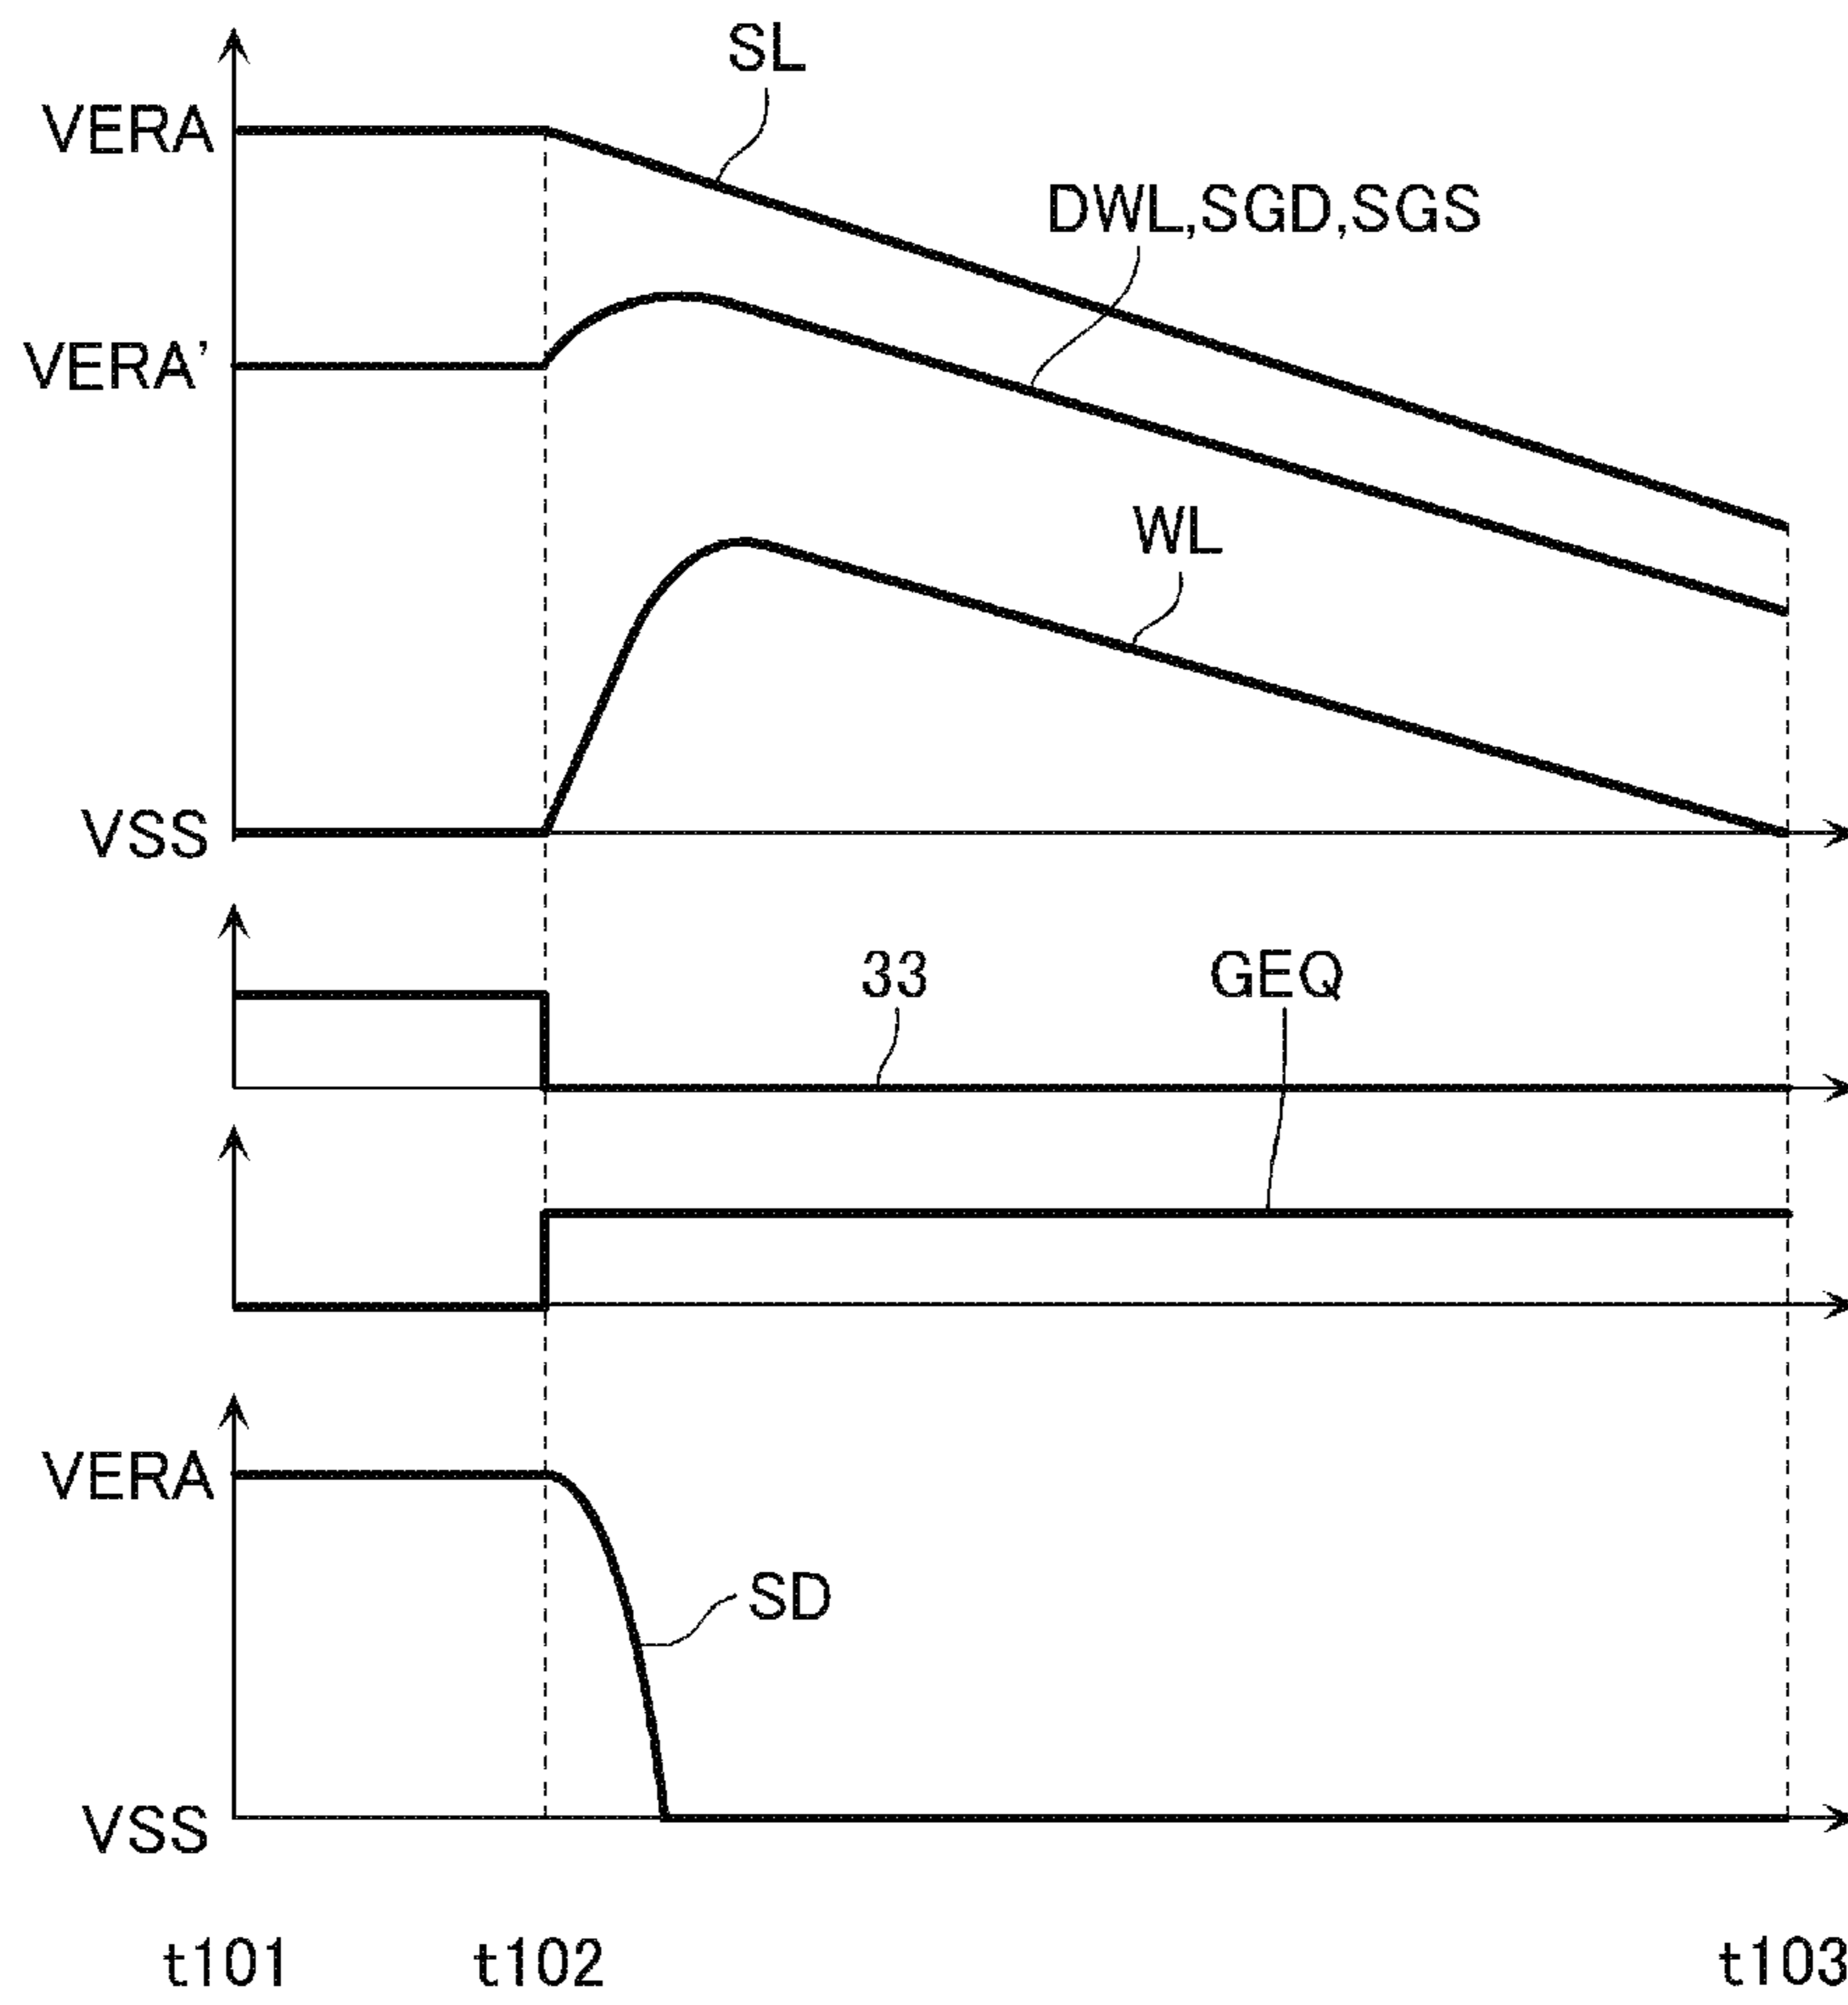 SL
VERA
DWL,SGD,SGS
VERA’
WL
VSS
33
GEQ
VERA
SD
VSS
t101
t102
t103